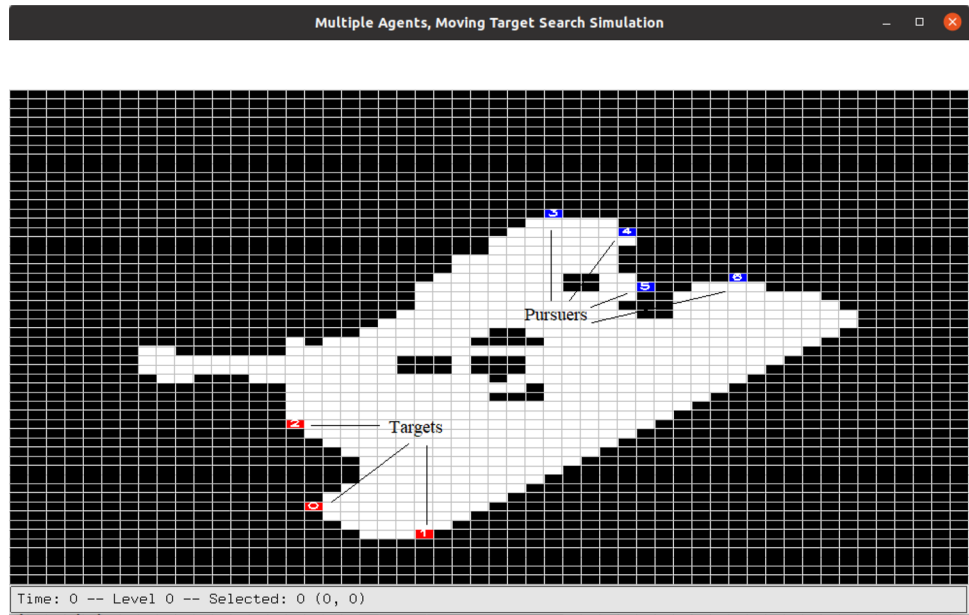 Multiple Agents, Moving Target Search Simulation
3
4
5
6
Pursuers
2
Targets
0
1
Time: 0 -- Level 0 -- Selected: 0 (0, 0)